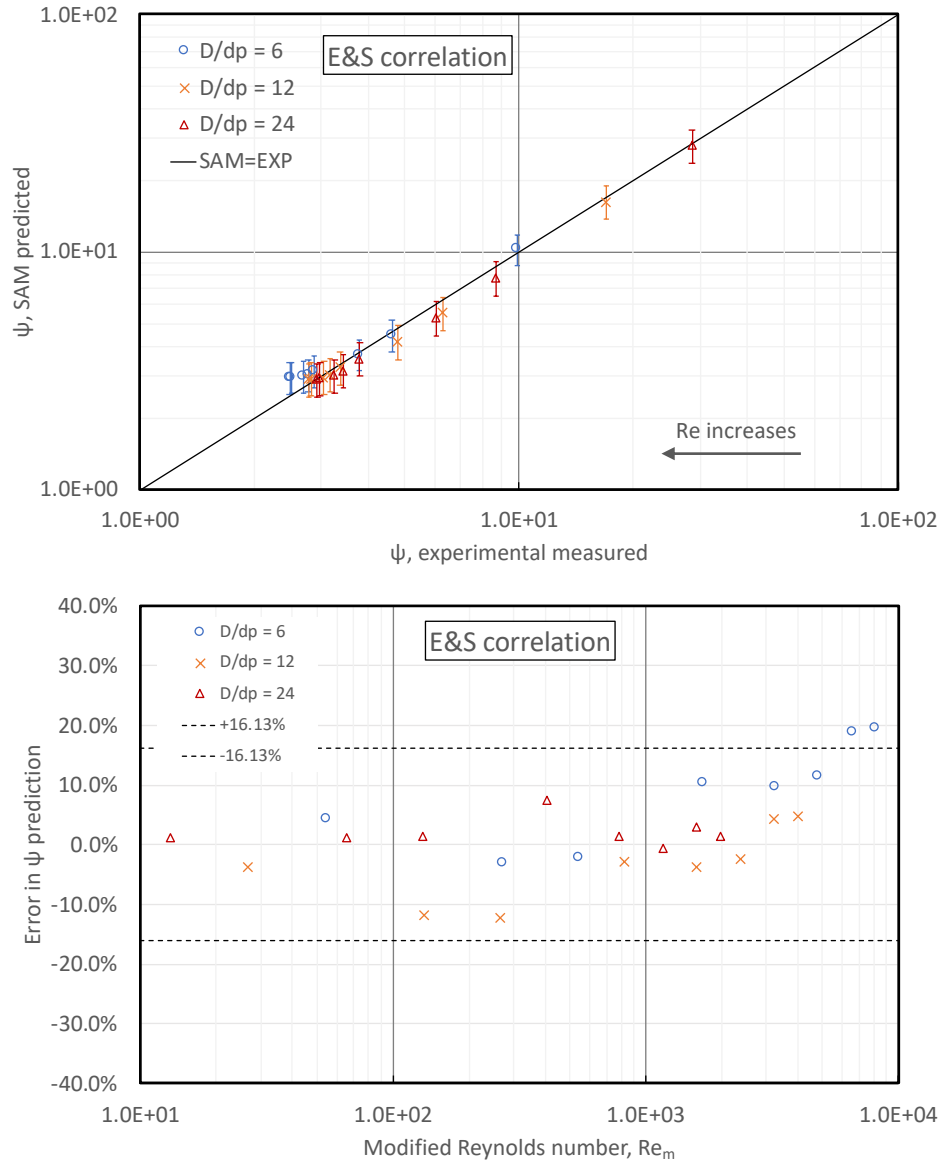 1.0E+02
D/dp = 6
E&S correlation
D/dp = 12
D/dp = 24
SAM=EXP
ψ, SAM predicted
1.0E+01
Re increases
1.0E+00
1.0E+00
1.0E+01
1.0E+02
ψ, experimental measured
40.0%
D/dp = 6
E&S correlation
30.0%
D/dp = 12
D/dp = 24
20.0%
+16.13%
-16.13%
10.0%
0.0%
Error in ψ prediction
-10.0%
-20.0%
-30.0%
-40.0%
1.0E+01
1.0E+02
1.0E+03
1.0E+04
Modified Reynolds number, Reₘ